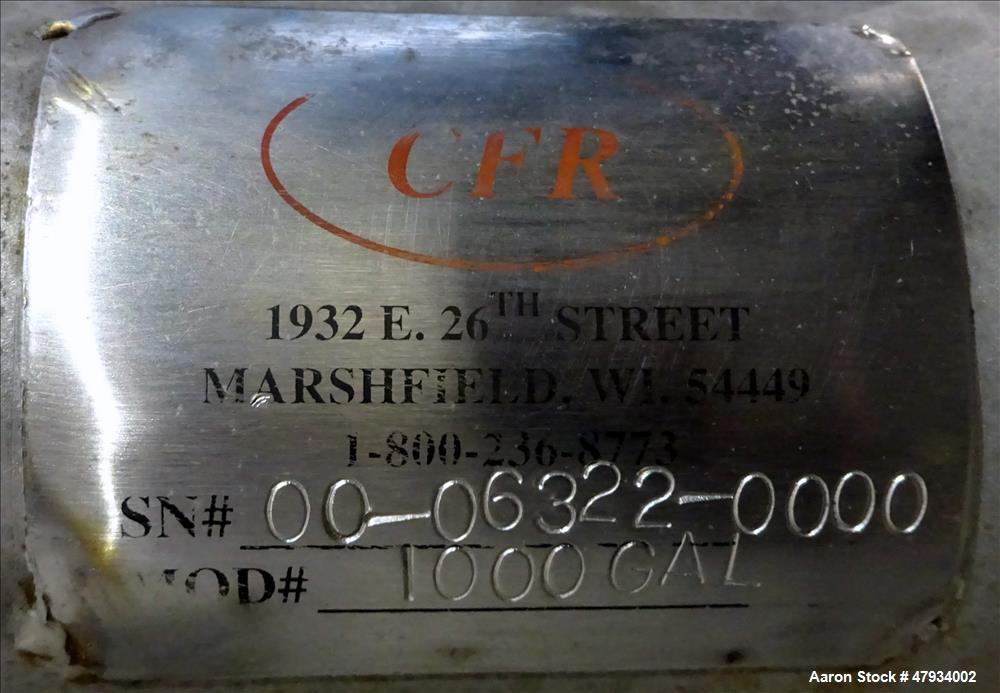 CFR
1932 E. 26TH STREET
MARSHFIELD, WI. 54449
1-800-236-8773
SN# 00-06322-0000
MOD# 1000 GAL
Aaron Stock # 47934002